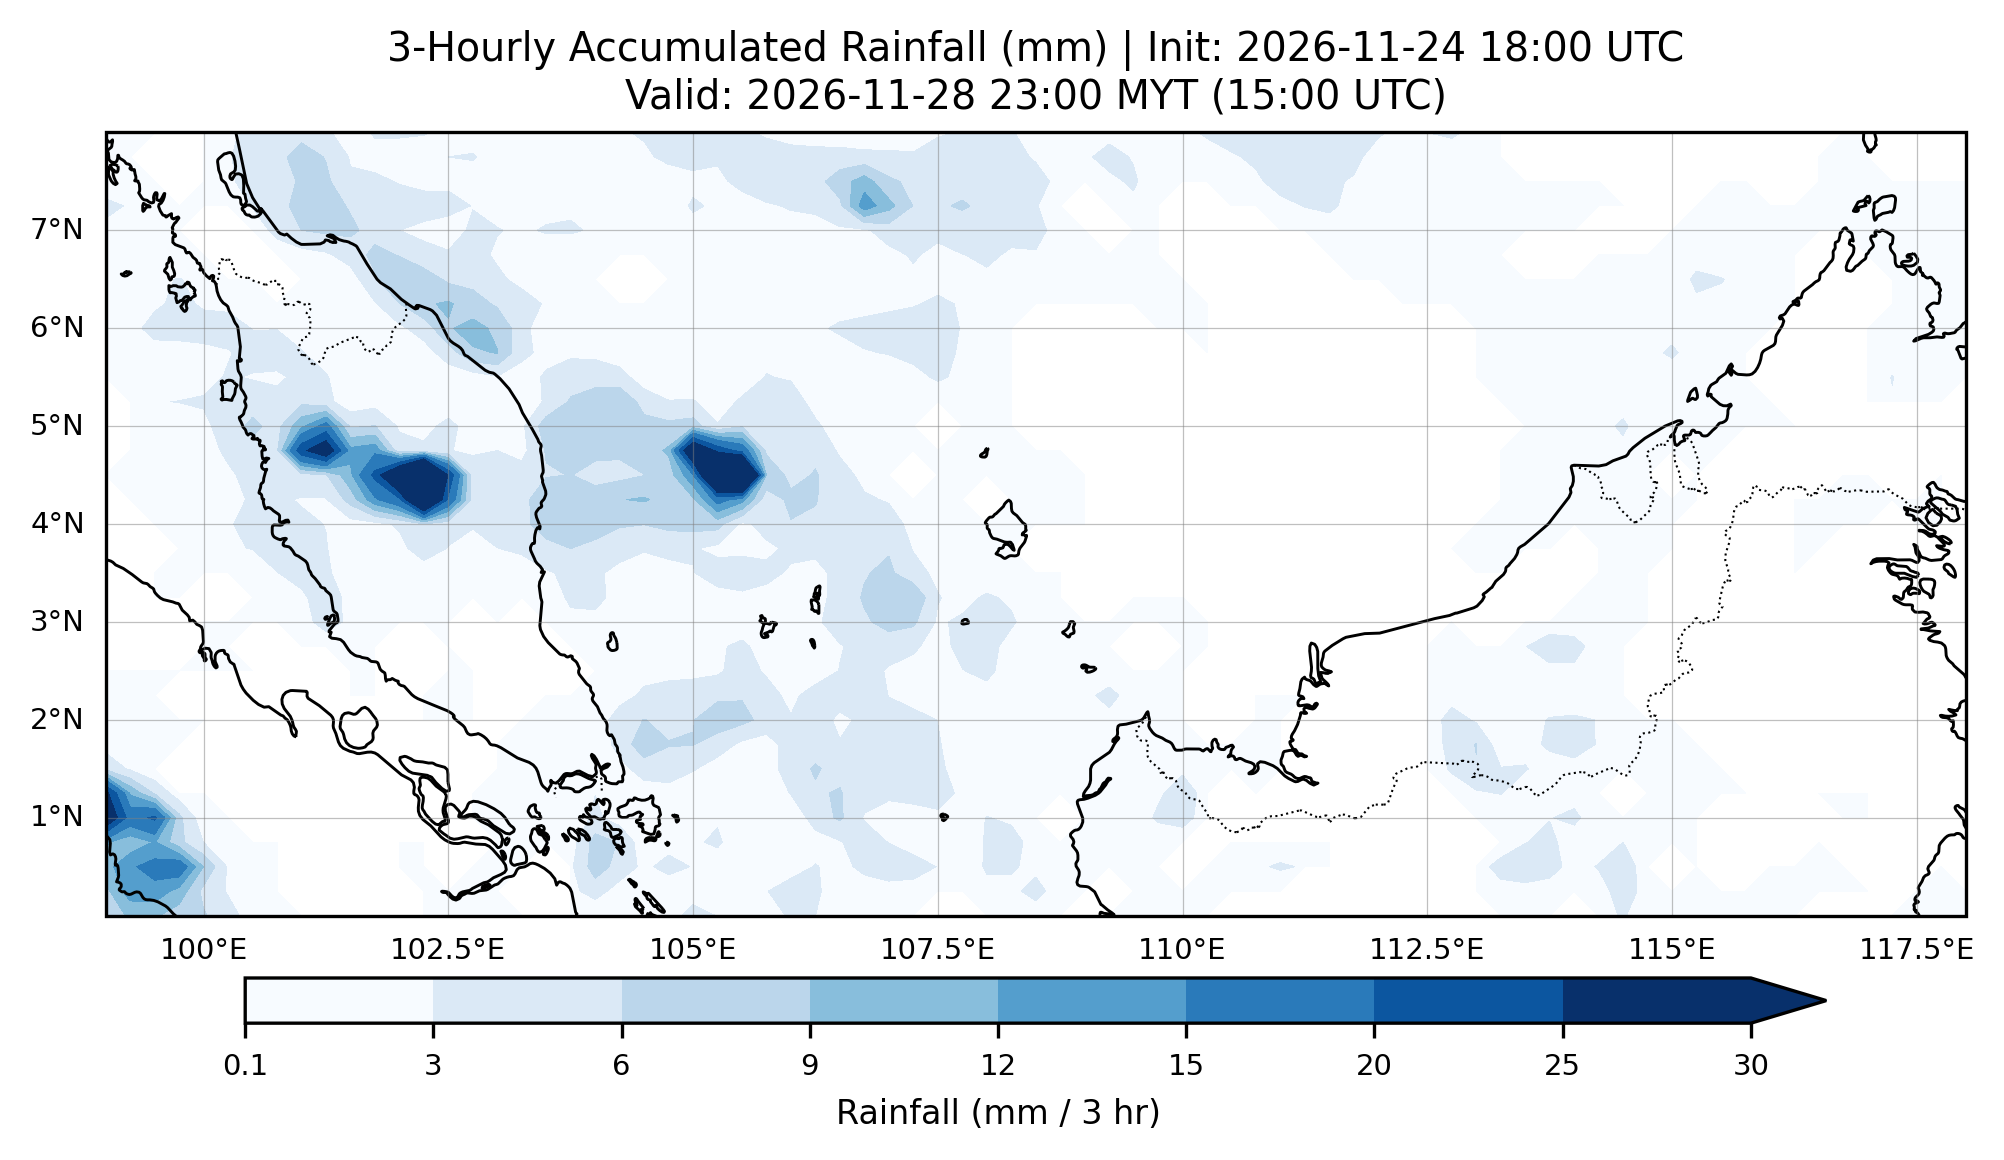 3-Hourly Accumulated Rainfall (mm) | Init: 2026-11-24 18:00 UTC
Valid: 2026-11-28 23:00 MYT (15:00 UTC)
7°N
6°N
5°N
4°N
3°N
2°N
1°N
100°E 102.5°E 105°E 107.5°E 110°E 112.5°E 115°E 117.5°E
0.1 3 6 9 12 15 20 25 30
Rainfall (mm / 3 hr)